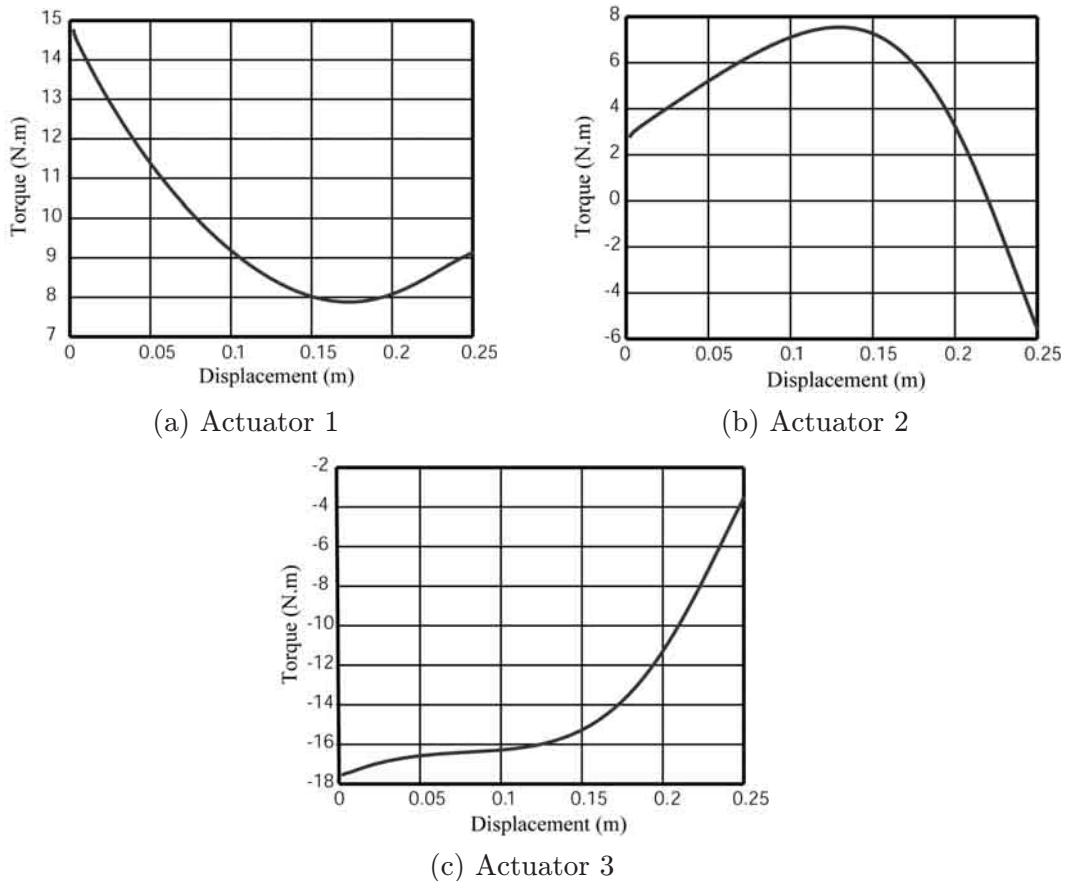 15
14
13
12
11
10
9
8
7
Torque (N.m)
0 0.05 0.1 0.15 0.2 0.25
Displacement (m)
(a) Actuator 1
8
6
4
2
0
-2
-4
-6
Torque (N.m)
0 0.05 0.1 0.15 0.2 0.25
Displacement (m)
(b) Actuator 2
-2
-4
-6
-8
-10
-12
-14
-16
-18
Torque (N.m)
0 0.05 0.1 0.15 0.2 0.25
Displacement (m)
(c) Actuator 3